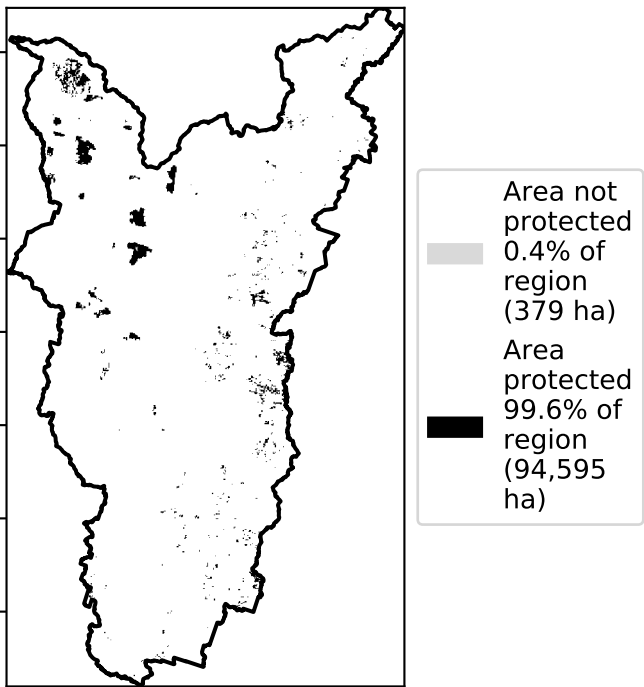 Area not
protected
0.4% of
region
(379 ha)
Area
protected
99.6% of
region
(94,595
ha)